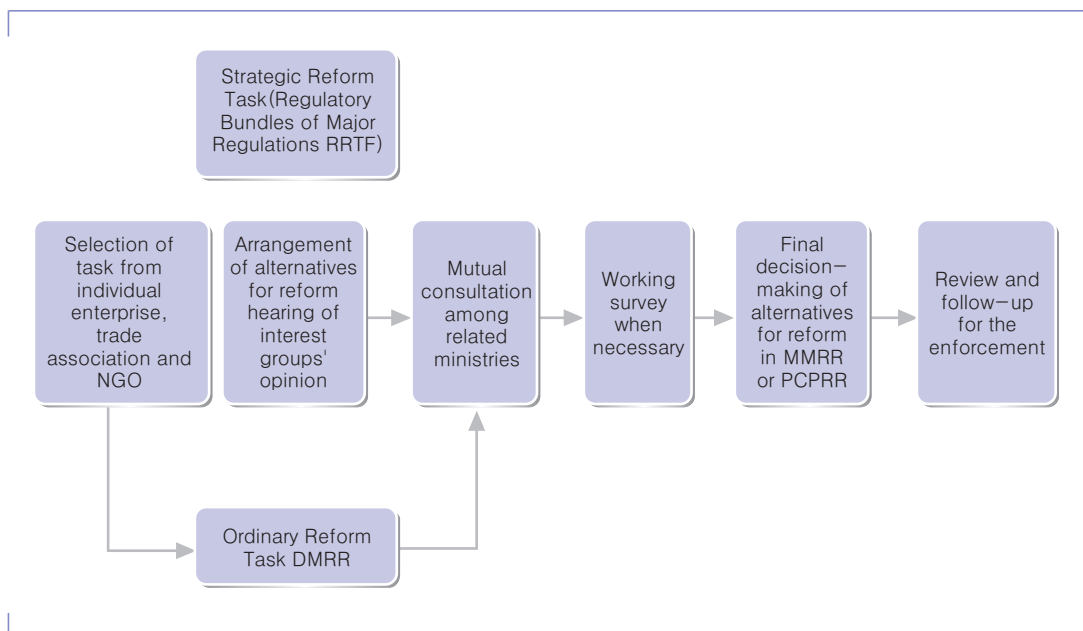 Strategic Reform
Task(Regulatory
Bundles of Major
Regulations RRTF)
Selection of
task from
individual
enterprise,
trade
association and
NGO
Arrangement
of alternatives
for reform
hearing of
interest
groups'
opinion
Mutual
consultation
among
related
ministries
Working
survey
when
necessary
Final
decision-
making of
alternatives
for reform
in MMRR
or PCPRR
Review and
follow-up
for the
enforcement
Ordinary Reform
Task DMRR